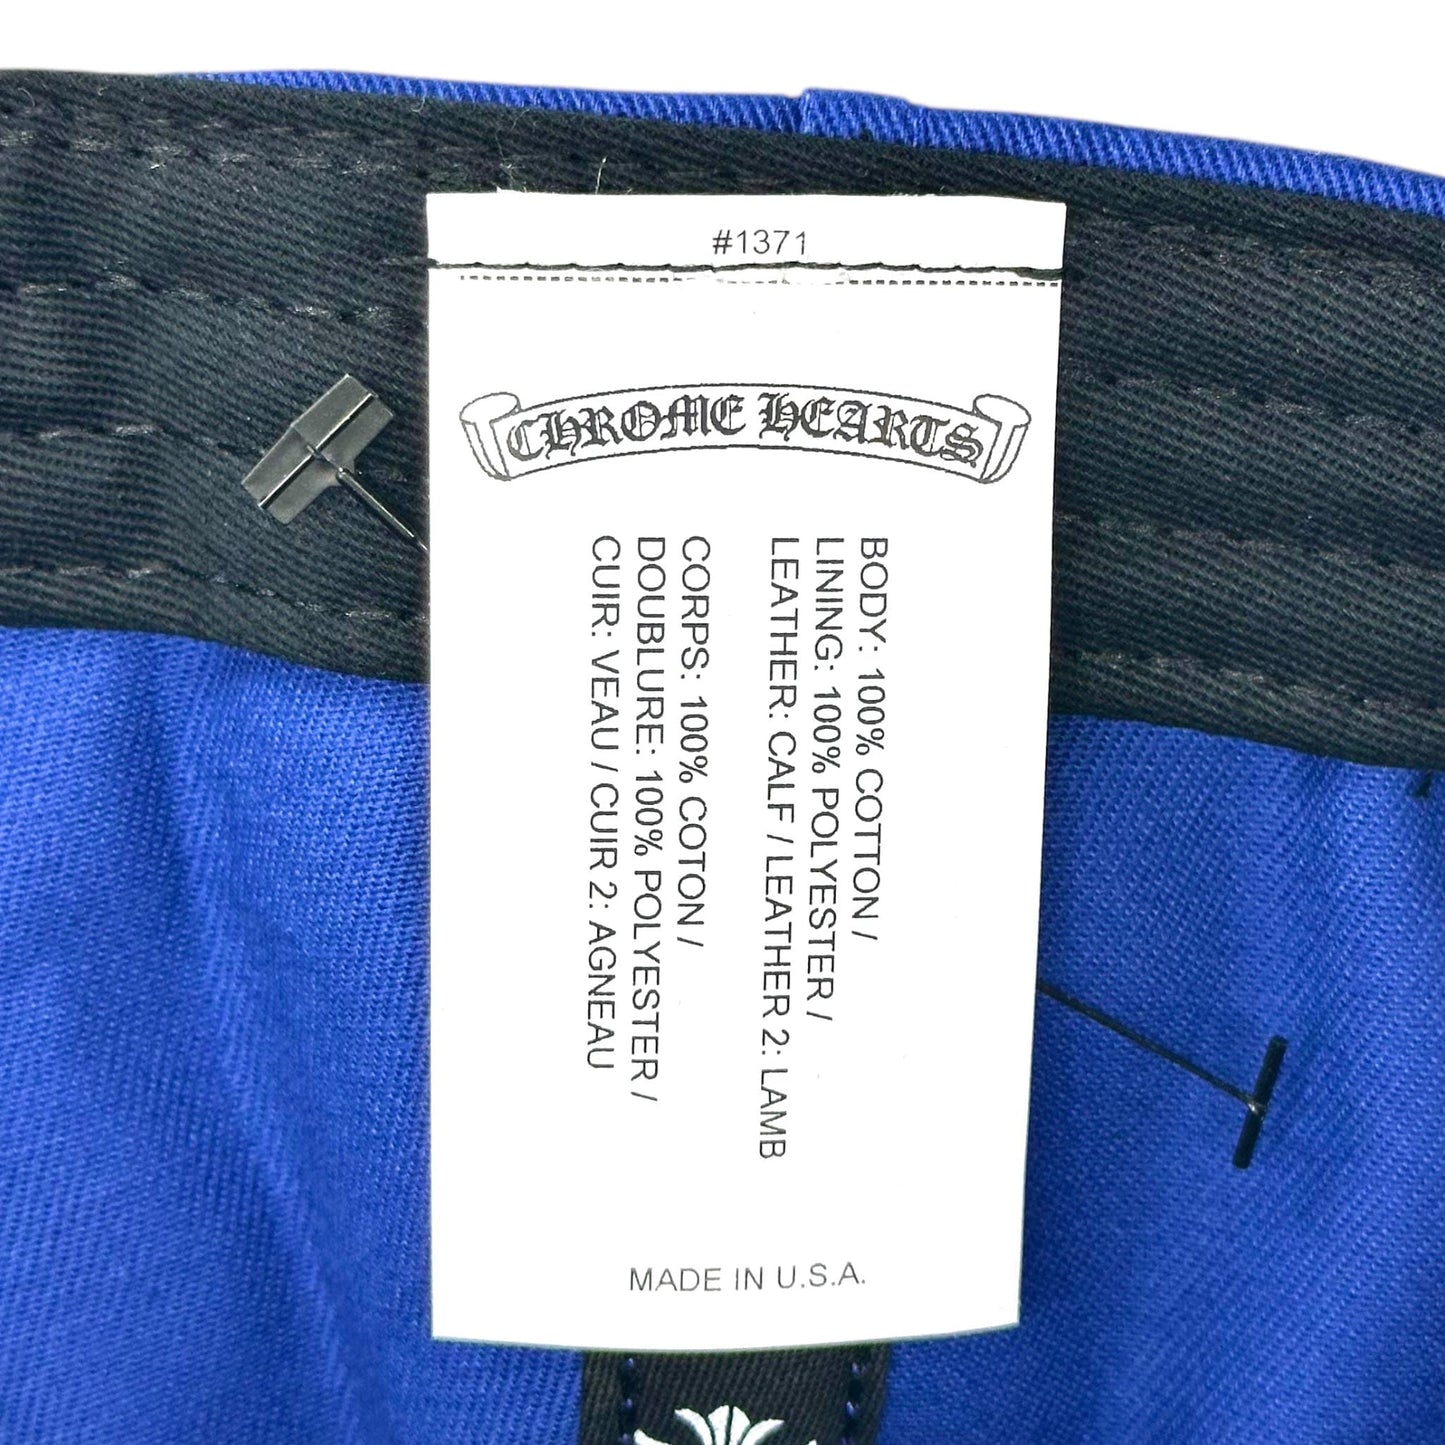 #1371
CHROME HEARTS
BODY: 100% COTTON /
LINING: 100% POLYESTER /
LEATHER: CALF / LEATHER 2: LAMB
CORPS: 100% COTON /
DOUBLURE: 100% POLYESTER /
CUIR: VEAU / CUIR 2: AGNEAU
MADE IN U.S.A.